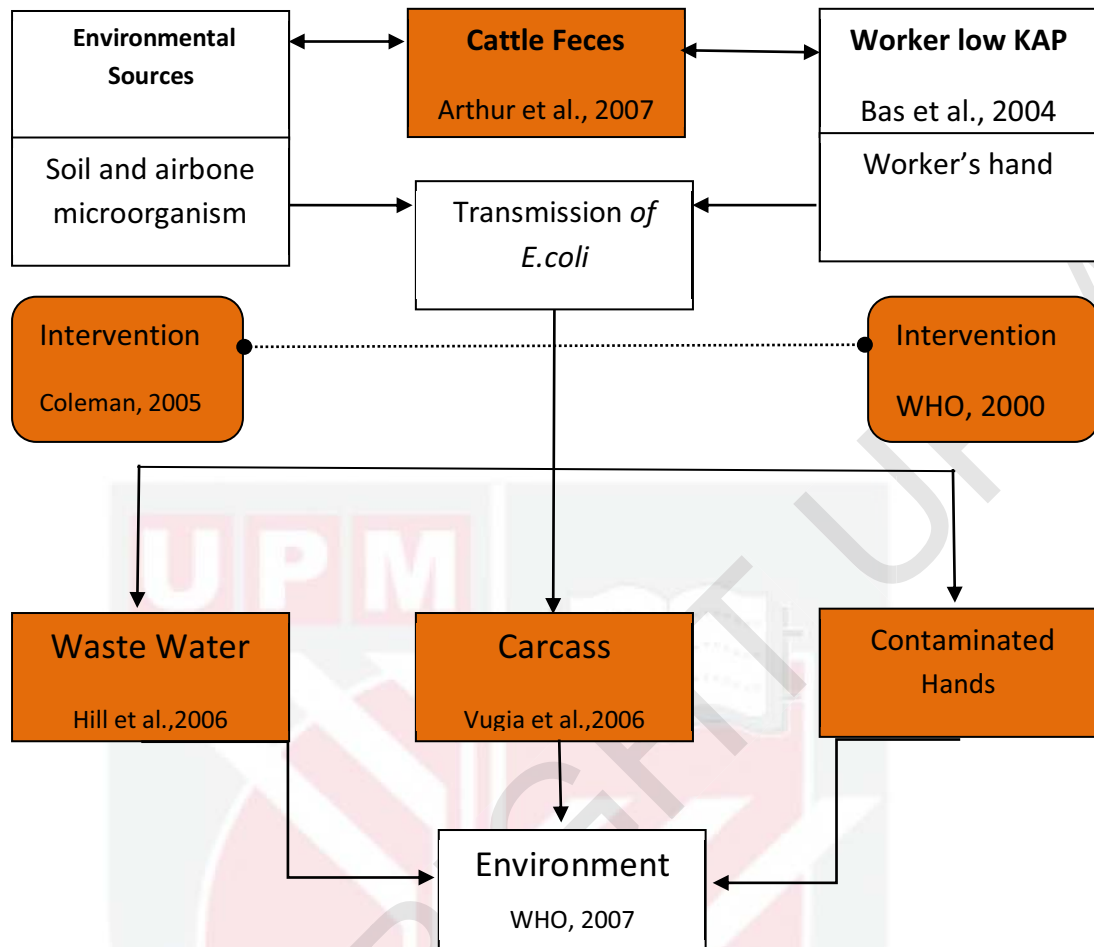 Environmental
Sources
Cattle Feces
Arthur et al., 2007
Worker low KAP
Bas et al., 2004
Soil and airbone
microorganism
Transmission of
E.coli
Worker's hand
Intervention
Coleman, 2005
Intervention
WHO, 2000
UPM
Waste Water
Hill et al.,2006
Carcass
Vugia et al.,2006
Contaminated
Hands
Environment
WHO, 2007